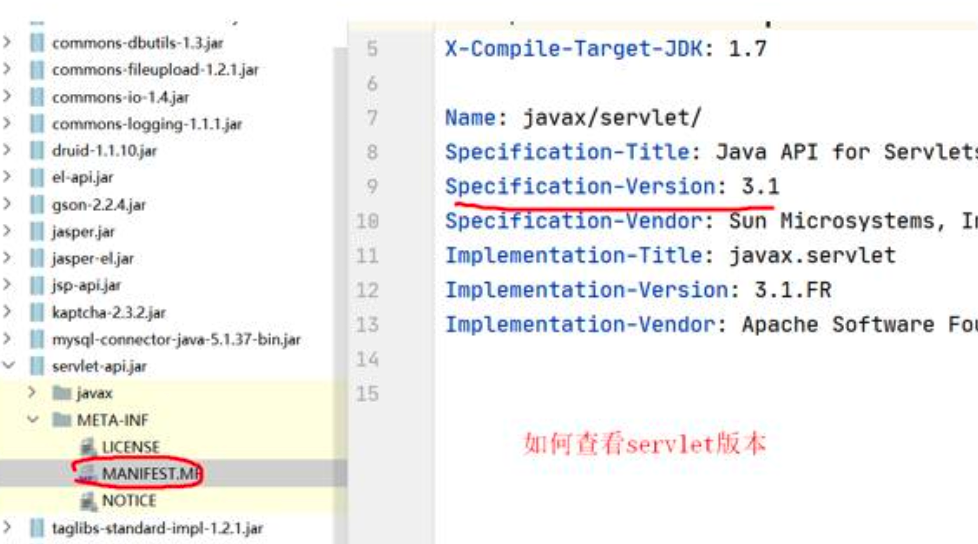 commons-dbutils-1.3.jar
commons-fileupload-1.2.1.jar
commons-io-1.4.jar
commons-logging-1.1.1.jar
druid-1.1.10.jar
el-api.jar
gson-2.2.4.jar
jasper.jar
jasper-el.jar
jsp-api.jar
kaptcha-2.3.2.jar
mysql-connector-java-5.1.37-bin.jar
servlet-api.jar
javax
META-INF
LICENSE
MANIFEST.MF
NOTICE
taglibs-standard-impl-1.2.1.jar
5 X-Compile-Target-JDK: 1.7
6
7 Name: javax/servlet/
8 Specification-Title: Java API for Servlets
9 Specification-Version: 3.1
10 Specification-Vendor: Sun Microsystems, In
11 Implementation-Title: javax.servlet
12 Implementation-Version: 3.1.FR
13 Implementation-Vendor: Apache Software Fou
14
15
如何查看servlet版本